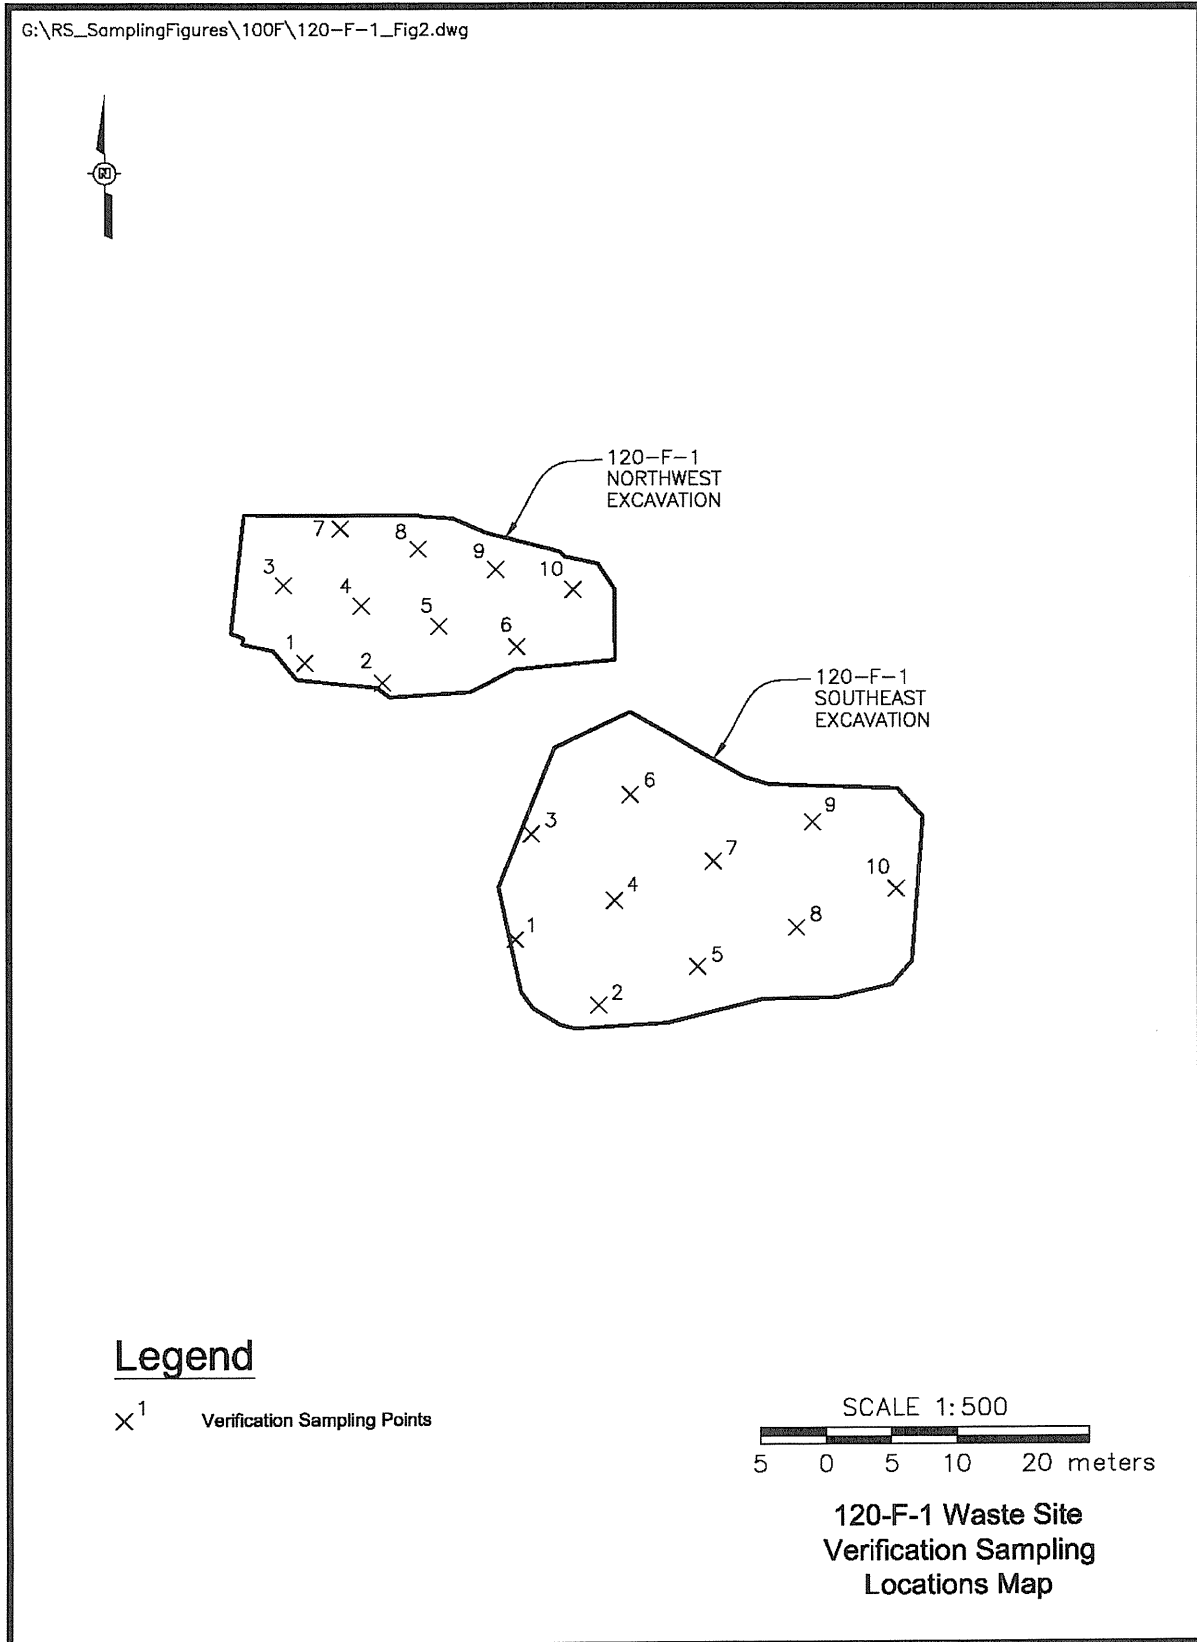 G:\RS_SamplingFigures\100F\120-F-1_Fig2.dwg
N
120-F-1
NORTHWEST
EXCAVATION
7
8
9
10
3
4
5
6
1
2
120-F-1
SOUTHEAST
EXCAVATION
6
9
3
7
10
4
8
1
5
2
Legend
1 Verification Sampling Points
SCALE 1:500
5 0 5 10 20 meters
120-F-1 Waste Site
Verification Sampling
Locations Map